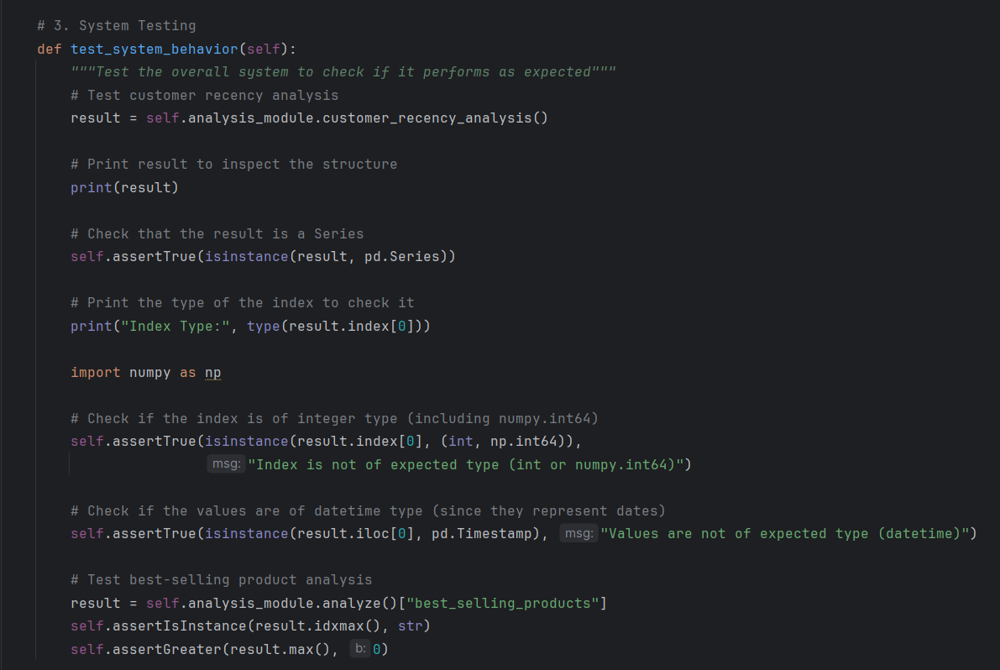 # 3. System Testing
def test_system_behavior(self):
    """Test the overall system to check if it performs as expected"""
    # Test customer recency analysis
    result = self.analysis_module.customer_recency_analysis()

    # Print result to inspect the structure
    print(result)

    # Check that the result is a Series
    self.assertTrue(isinstance(result, pd.Series))

    # Print the type of the index to check it
    print("Index Type:", type(result.index[0]))

    import numpy as np

    # Check if the index is of integer type (including numpy.int64)
    self.assertTrue(isinstance(result.index[0], (int, np.int64)),
                    msg: "Index is not of expected type (int or numpy.int64)")

    # Check if the values are of datetime type (since they represent dates)
    self.assertTrue(isinstance(result.iloc[0], pd.Timestamp), msg: "Values are not of expected type (datetime)")

    # Test best-selling product analysis
    result = self.analysis_module.analyze()["best_selling_products"]
    self.assertIsInstance(result.idxmax(), str)
    self.assertGreater(result.max(), b: 0)